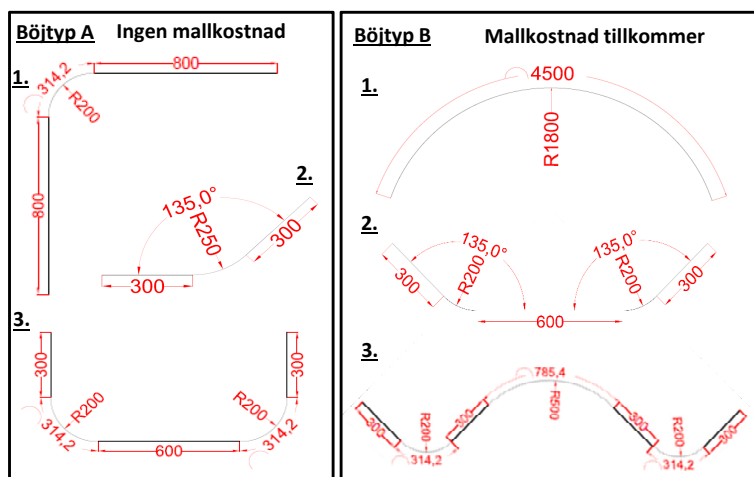 Böjtyp A Ingen mallkostnad
1.
314,2
800
R200
800
2.
135,0°
R250
300
300
3.
300
300
R200
R200
314,2
314,2
600
Böjtyp B Mallkostnad tillkommer
1.
4500
R1800
2.
135,0°
135,0°
300
R200
R200
300
600
3.
785,4
R500
300
300
300
300
R200
R200
314,2
314,2